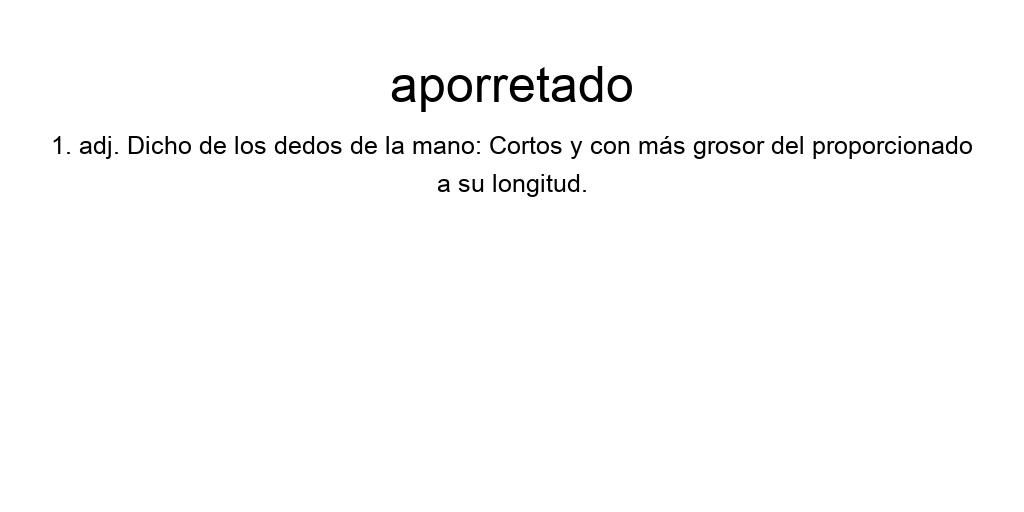 aporretado
1. adj. Dicho de los dedos de la mano: Cortos y con más grosor del proporcionado
a su longitud.